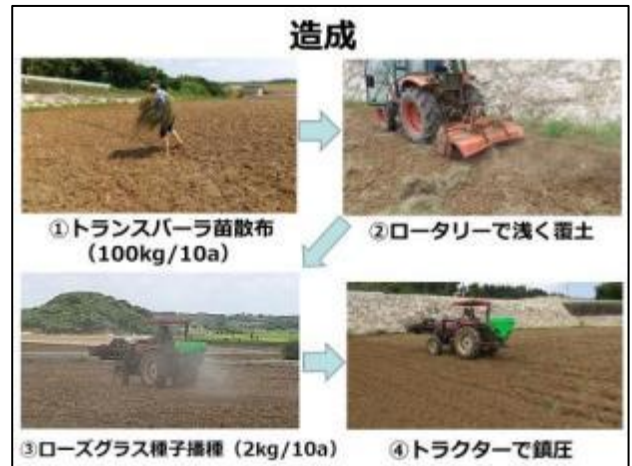 造成
①トランスバーラ苗散布
（100kg/10a）
②ロータリーで浅く覆土
③ローズグラス種子播種（2kg/10a）
④トラクターで鎮圧